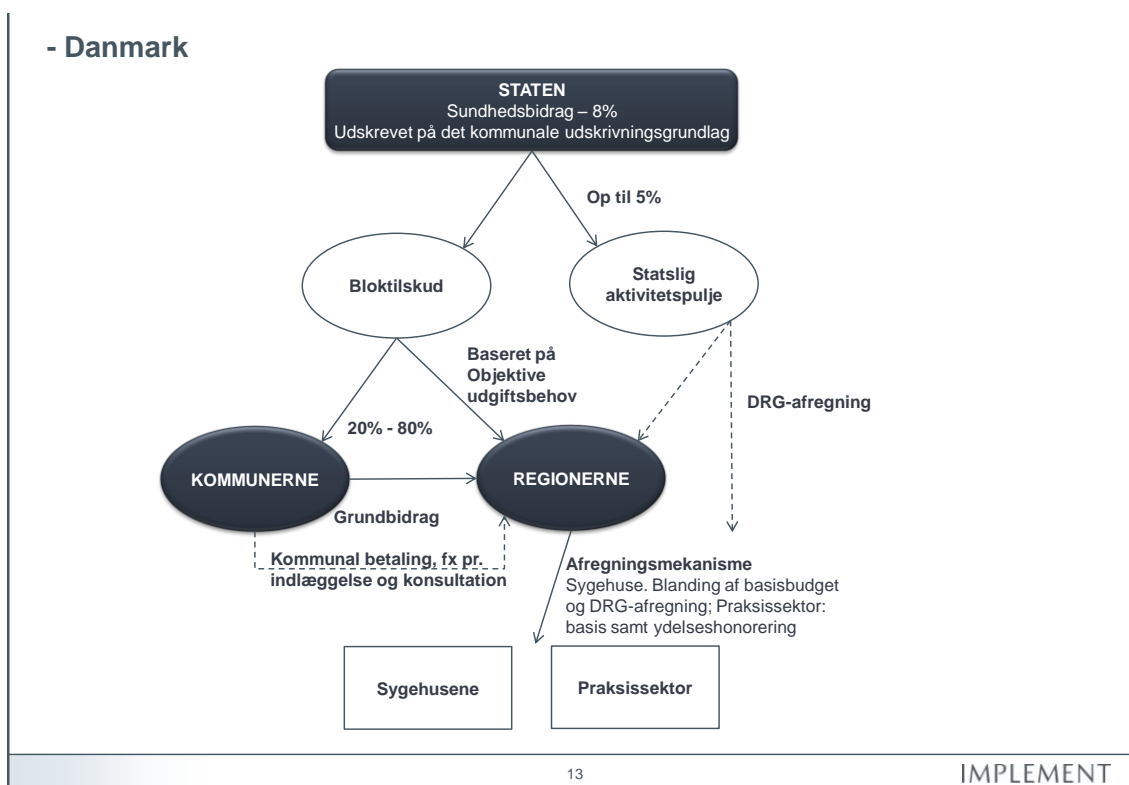 - Danmark
STATEN
Sundhedsbidrag – 8%
Udskrevet på det kommunale udskrivningsgrundlag
Op til 5%
Bloktilskud
Statslig
aktivitetspulje
Baseret på
Objektive
udgiftsbehov
DRG-afregning
20% - 80%
KOMMUNERNE
REGIONERNE
Grundbidrag
Kommunal betaling, fx pr.
indlæggelse og konsultation
Afregningsmekanisme
Sygehuse. Blanding af basisbudget
og DRG-afregning; Praksissektor:
basis samt ydelseshonorering
Sygehusene
Praksissektor
13
IMPLEMENT